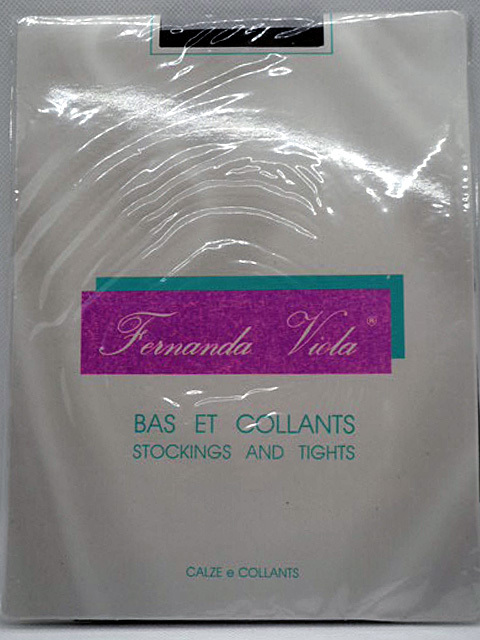 Fernanda Viola ®
BAS ET COLLANTS
STOCKINGS AND TIGHTS
CALZE e COLLANTS